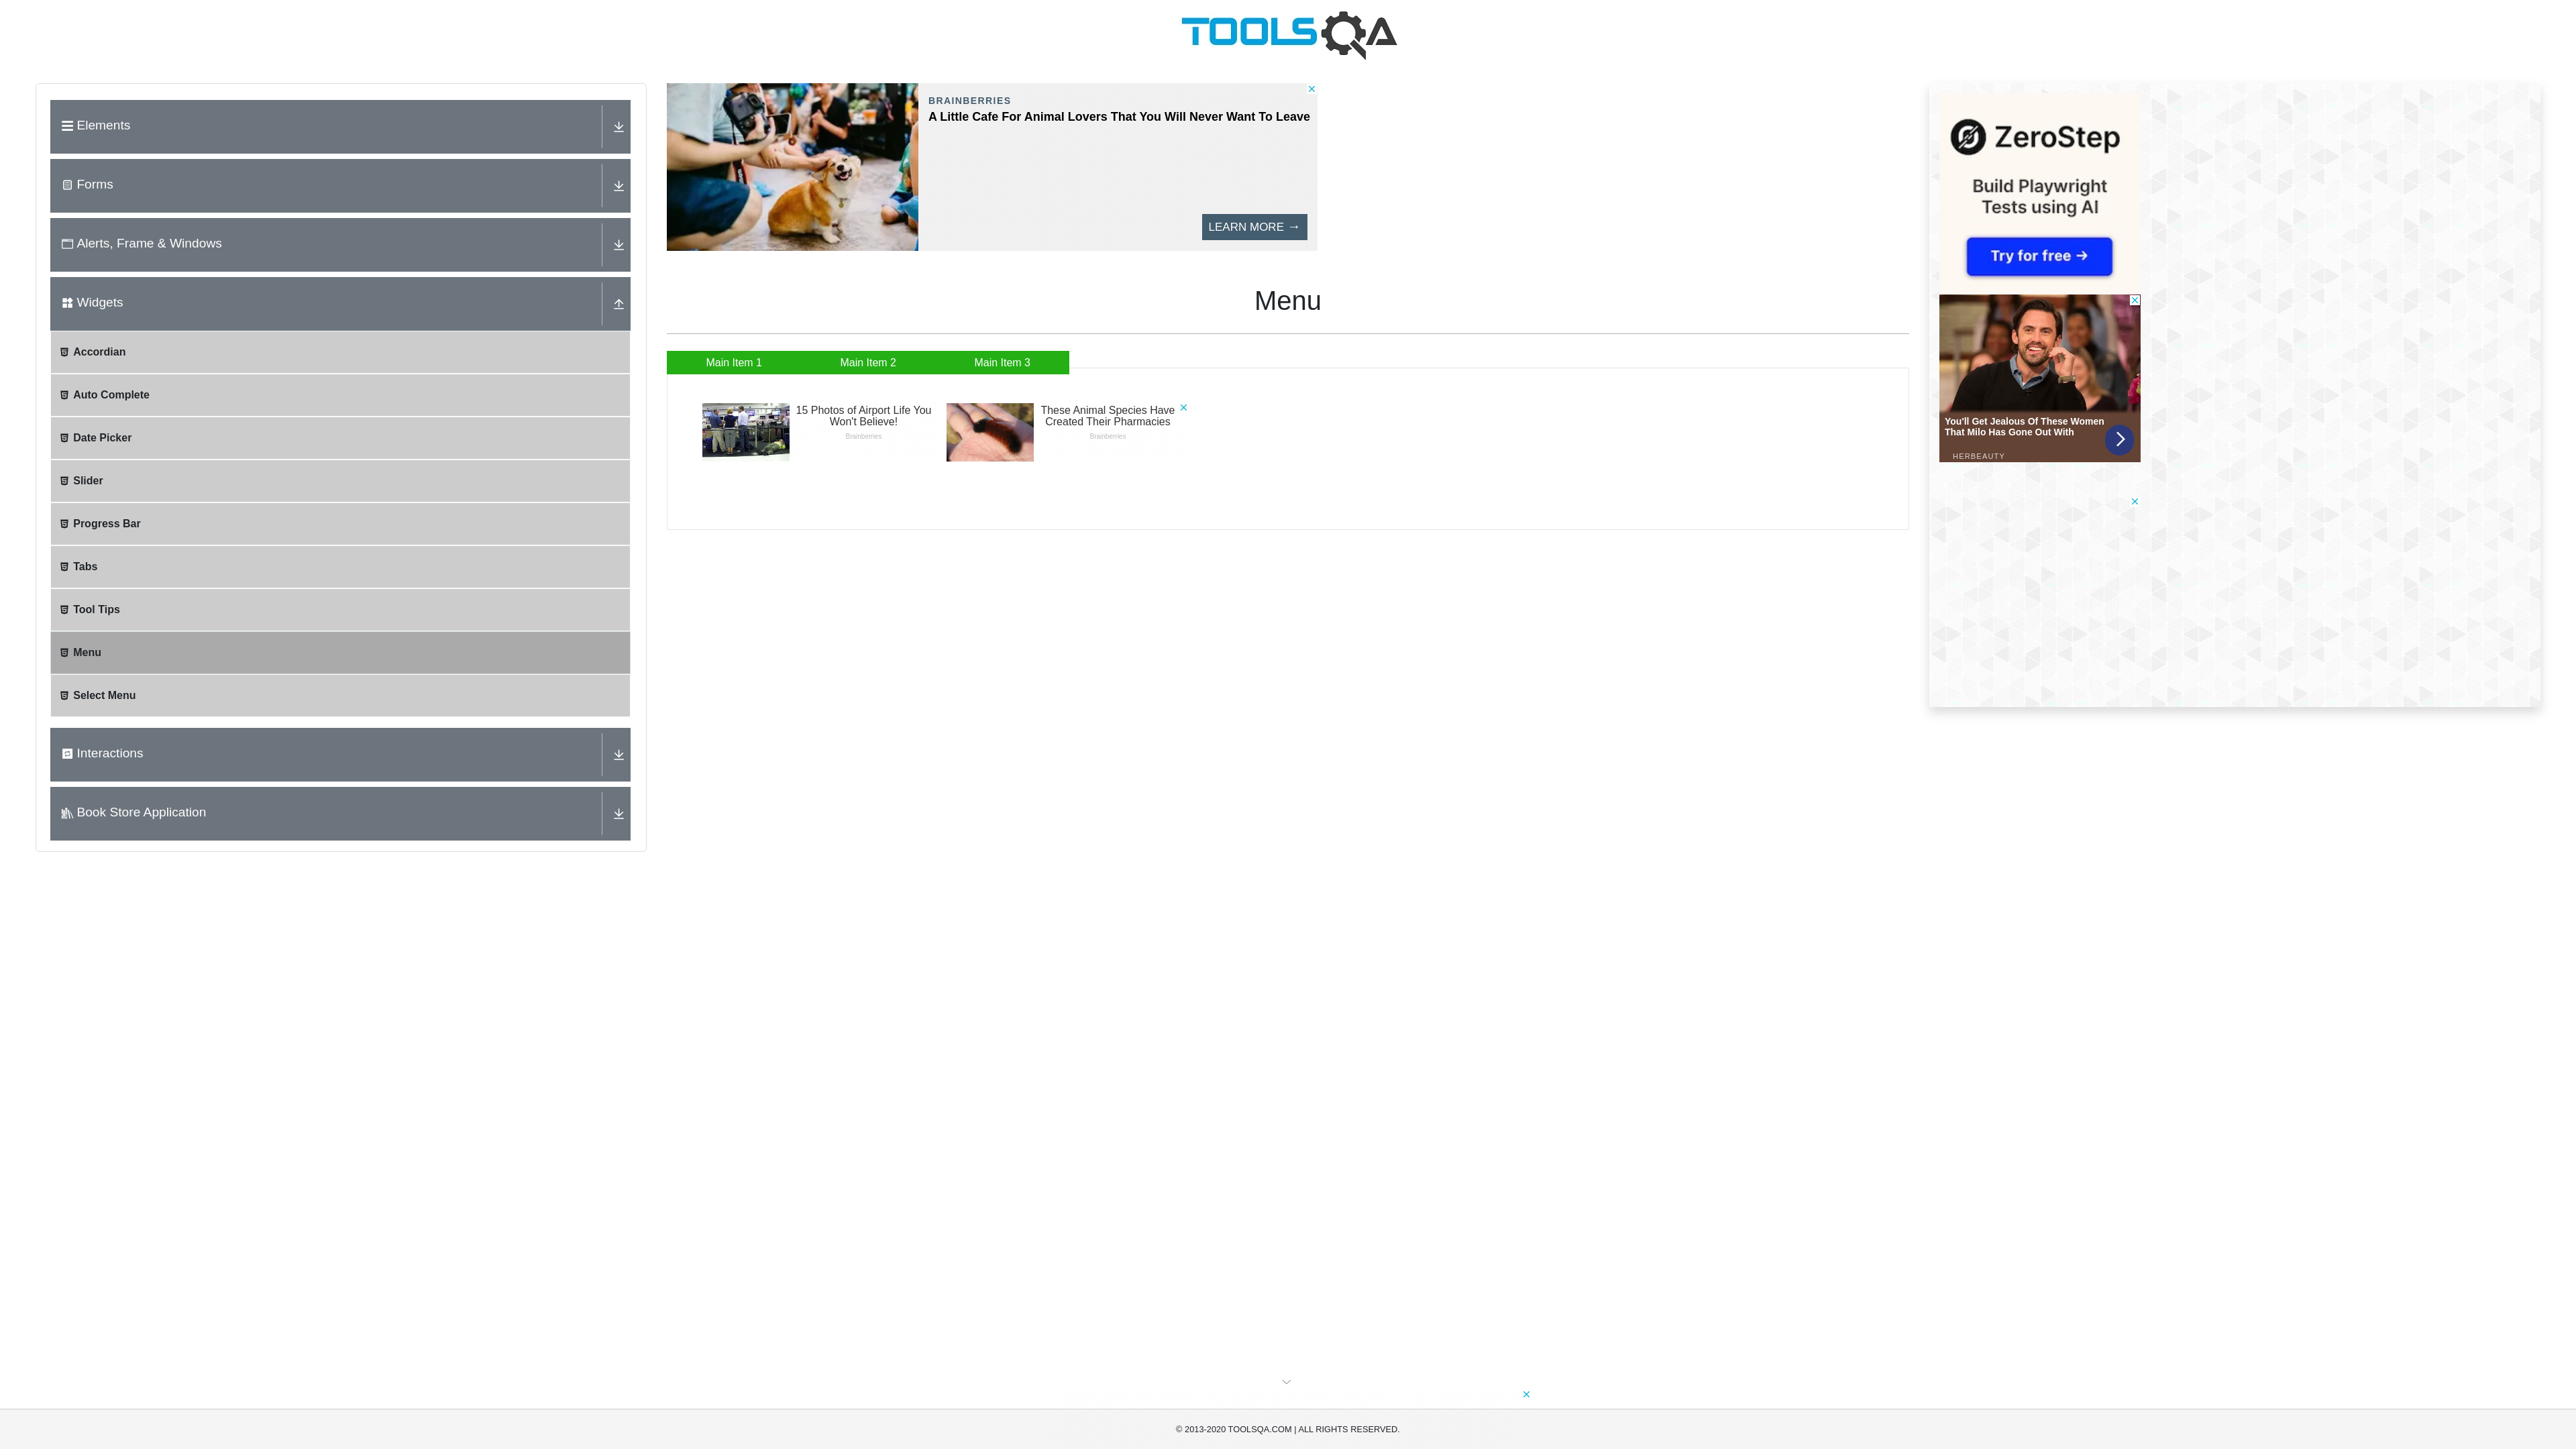 TOOLSQA
Elements
Forms
Alerts, Frame & Windows
Widgets
Accordian
Auto Complete
Date Picker
Slider
Progress Bar
Tabs
Tool Tips
Menu
Select Menu
Interactions
Book Store Application
BRAINBERRIES
A Little Cafe For Animal Lovers That You Will Never Want To Leave
LEARN MORE →
Menu
Main Item 1
Main Item 2
Main Item 3
15 Photos of Airport Life You
Won't Believe!
Brainberries
These Animal Species Have
Created Their Pharmacies
Brainberries
ZeroStep
Build Playwright
Tests using AI
Try for free →
You'll Get Jealous Of These Women
That Milo Has Gone Out With
HERBEAUTY
© 2013-2020 TOOLSQA.COM | ALL RIGHTS RESERVED.